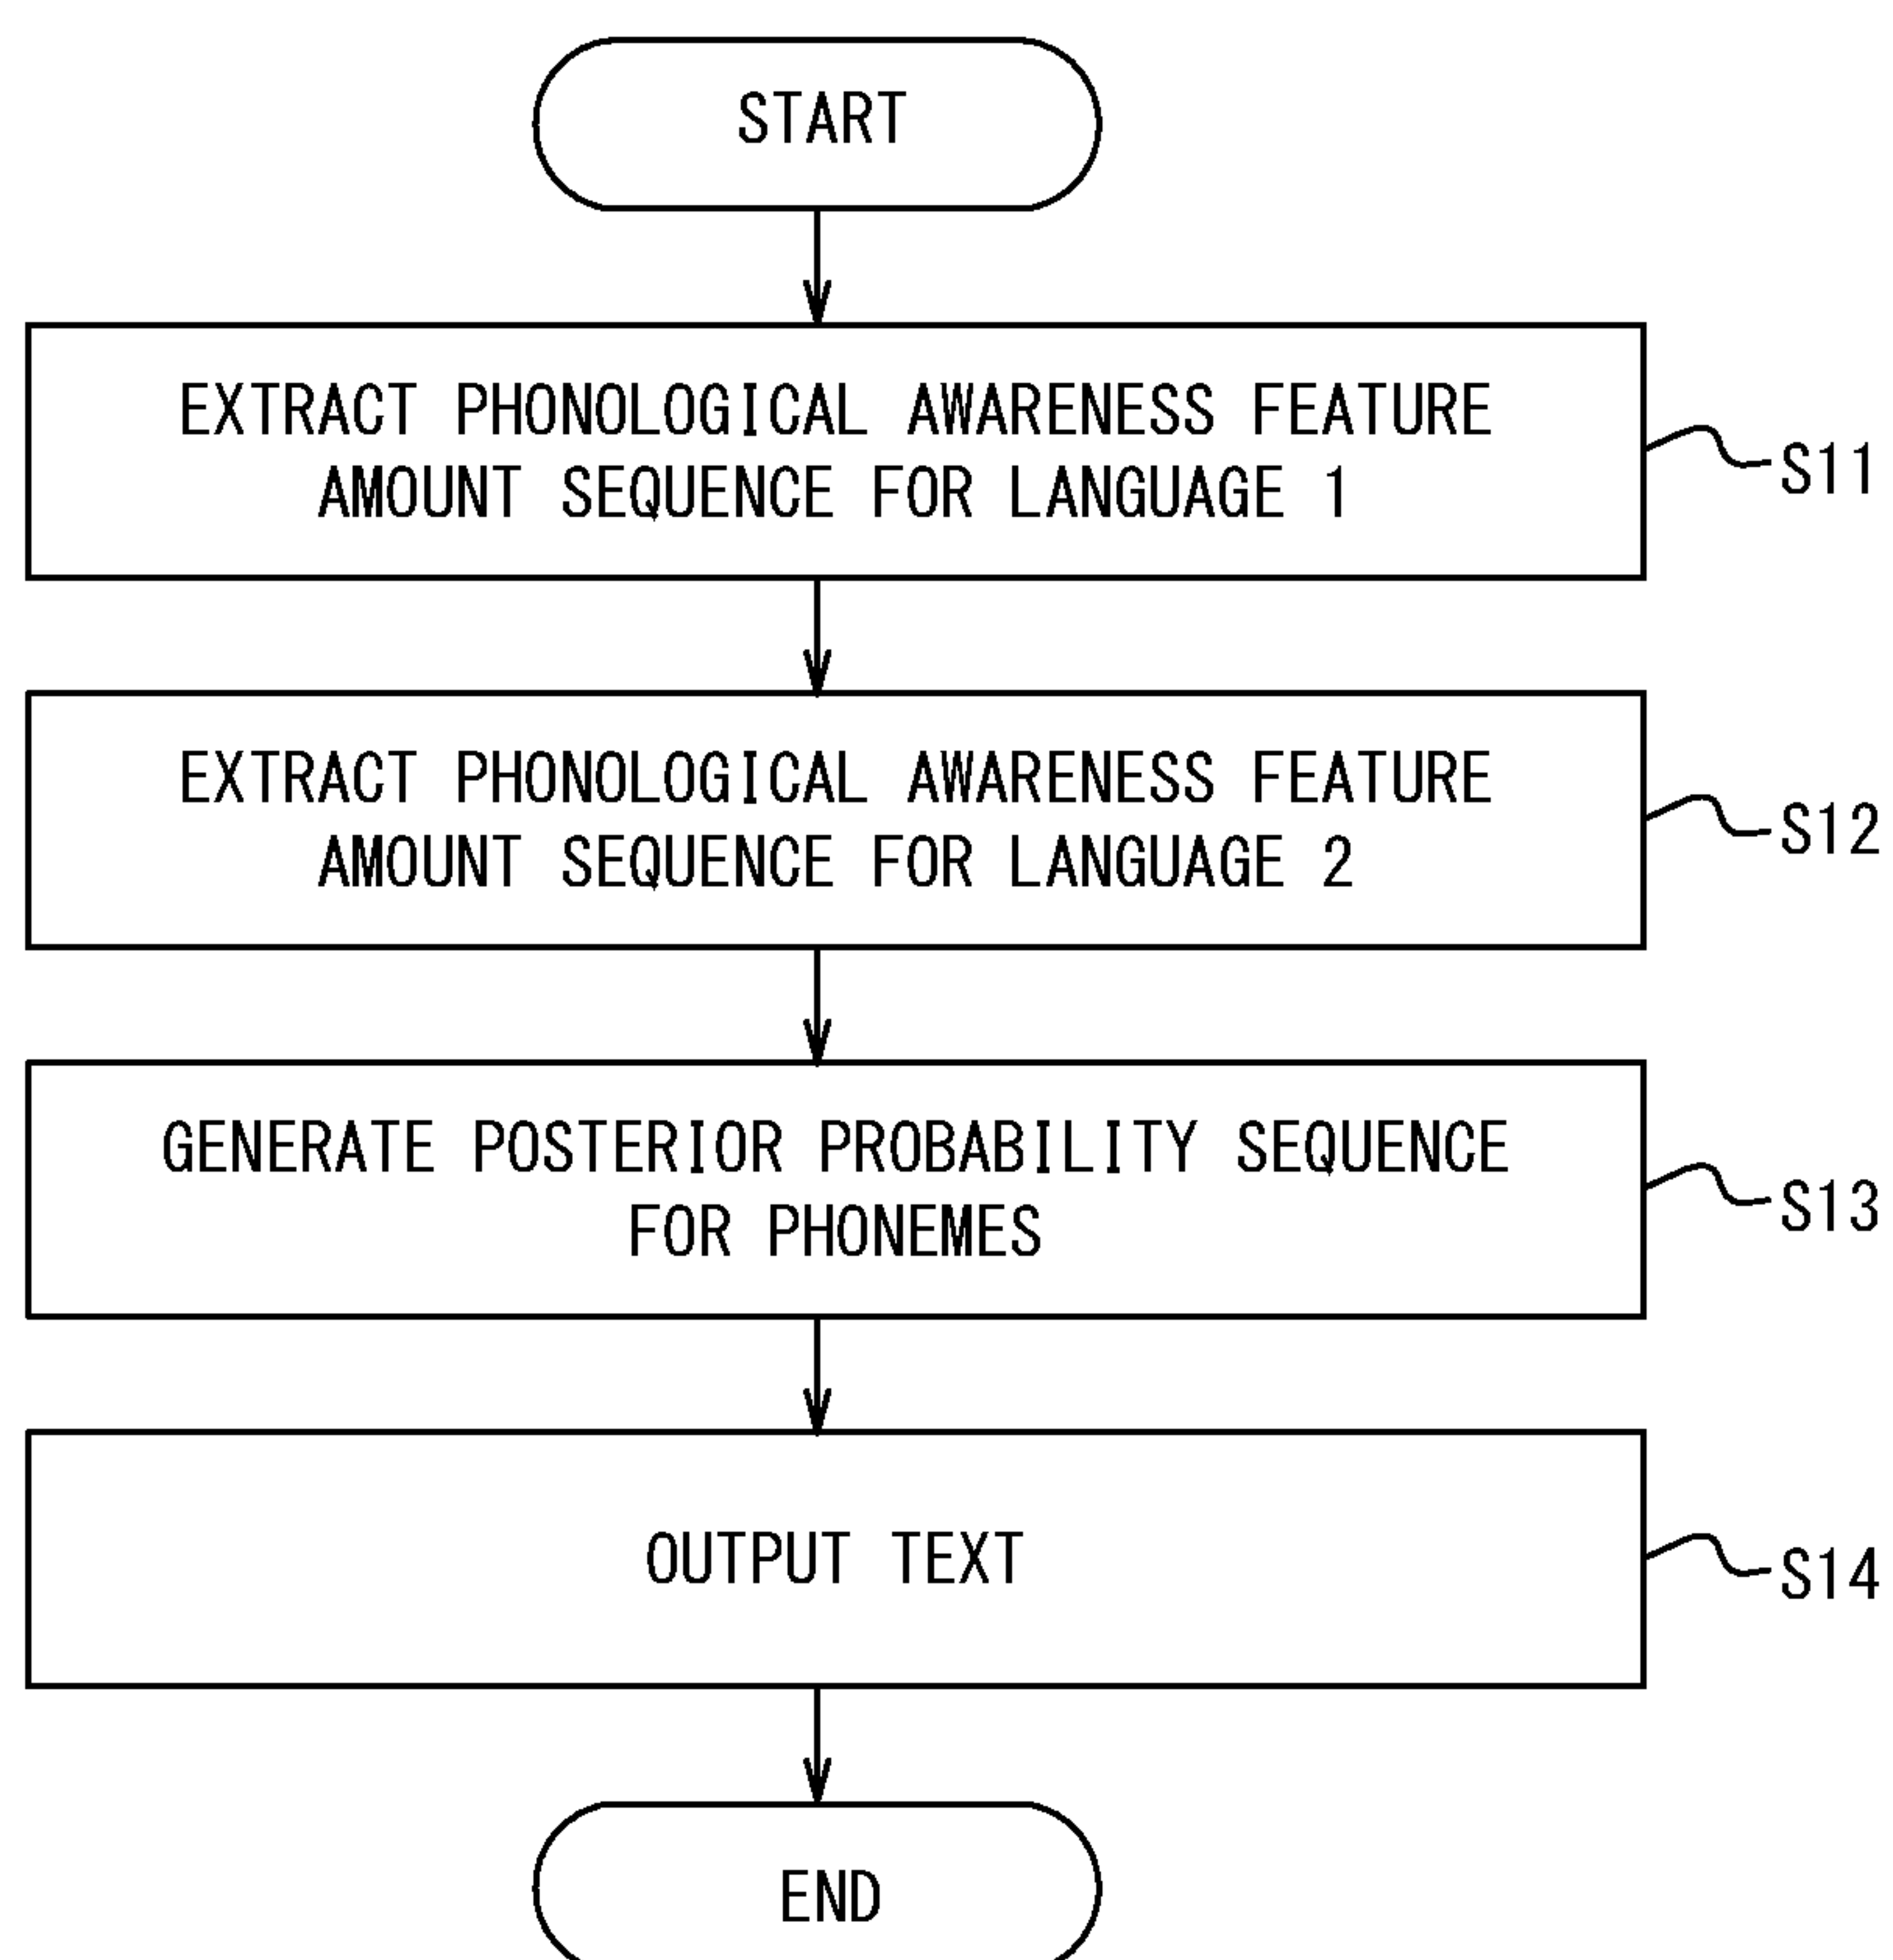 START
EXTRACT PHONOLOGICAL AWARENESS FEATURE
AMOUNT SEQUENCE FOR LANGUAGE 1
S11
EXTRACT PHONOLOGICAL AWARENESS FEATURE
AMOUNT SEQUENCE FOR LANGUAGE 2
S12
GENERATE POSTERIOR PROBABILITY SEQUENCE
FOR PHONEMES
S13
OUTPUT TEXT
S14
END